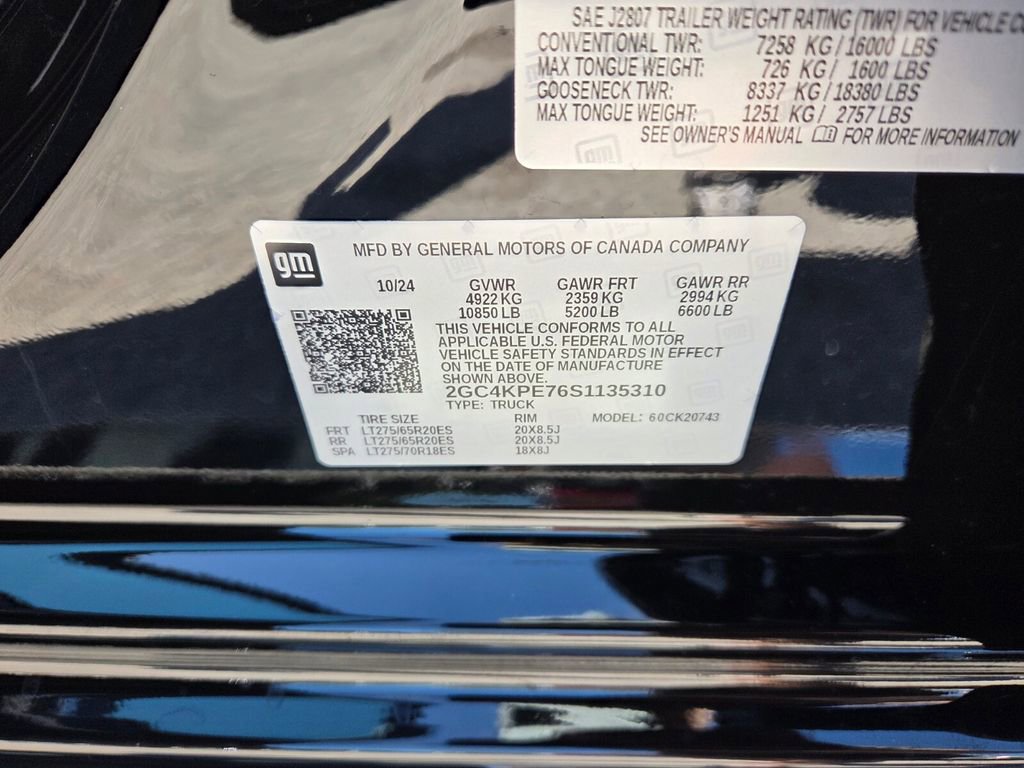 SAE J2807 TRAILER WEIGHT RATING (TWR) FOR VEHICLE
CONVENTIONAL TWR: 7258 KG/16000 LBS
MAX TONGUE WEIGHT: 726 KG/ 1600 LBS
GOOSENECK TWR: 8337 KG/18380 LBS
MAX TONGUE WEIGHT: 1251 KG/ 2757 LBS
SEE OWNER'S MANUAL FOR MORE INFORMATION
gm
MFD BY GENERAL MOTORS OF CANADA COMPANY
10/24 GVWR GAWR FRT GAWR RR
4922 KG 2359 KG 2994 KG
10850 LB 5200 LB 6600 LB
THIS VEHICLE CONFORMS TO ALL
APPLICABLE U.S. FEDERAL MOTOR
VEHICLE SAFETY STANDARDS IN EFFECT
ON THE DATE OF MANUFACTURE
SHOWN ABOVE.
2GC4KPE76S1135310
TYPE: TRUCK
TIRE SIZE RIM MODEL: 60CK20743
FRT LT275/65R20ES 20X8.5J
RR LT275/65R20ES 20X8.5J
SPA LT275/70R18ES 18X8J